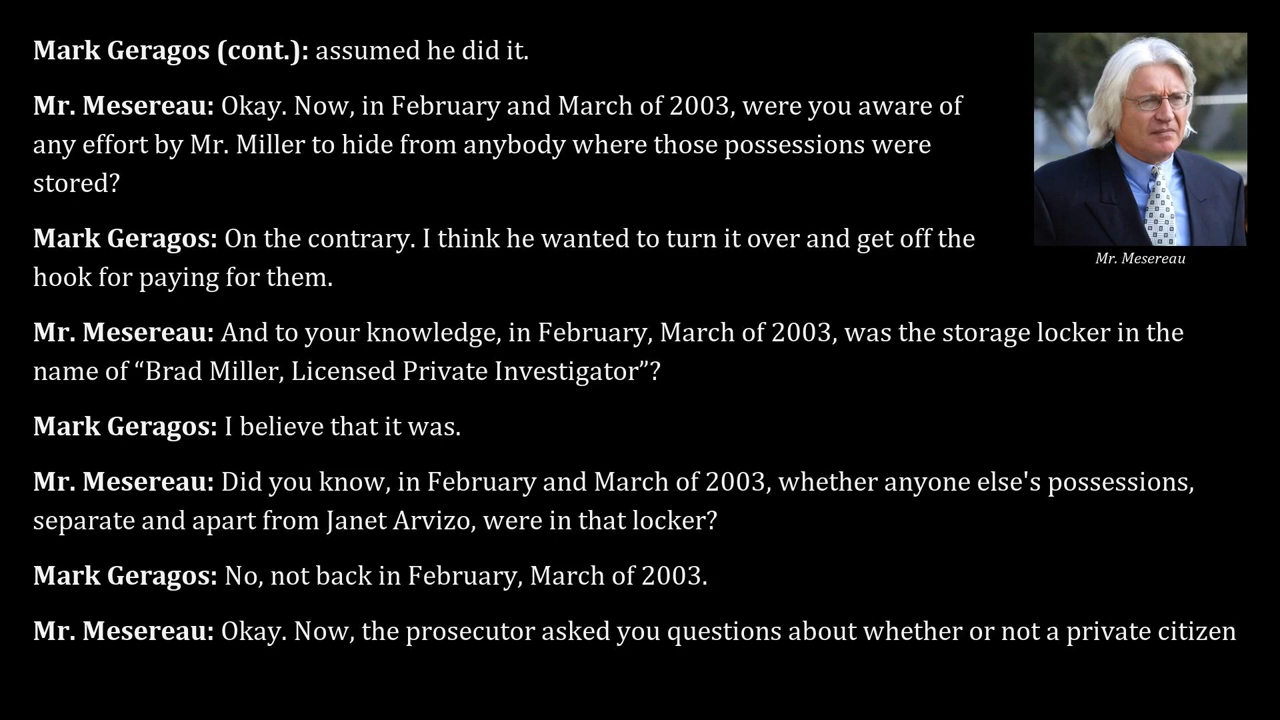 Mark Geragos (cont.): assumed he did it.
Mr. Mesereau: Okay. Now, in February and March of 2003, were you aware of
any effort by Mr. Miller to hide from anybody where those possessions were
stored?
Mark Geragos: On the contrary. I think he wanted to turn it over and get off the
hook for paying for them.
Mr. Mesereau
Mr. Mesereau: And to your knowledge, in February, March of 2003, was the storage locker in the
name of “Brad Miller, Licensed Private Investigator”?
Mark Geragos: I believe that it was.
Mr. Mesereau: Did you know, in February and March of 2003, whether anyone else's possessions,
separate and apart from Janet Arvizo, were in that locker?
Mark Geragos: No, not back in February, March of 2003.
Mr. Mesereau: Okay. Now, the prosecutor asked you questions about whether or not a private citizen